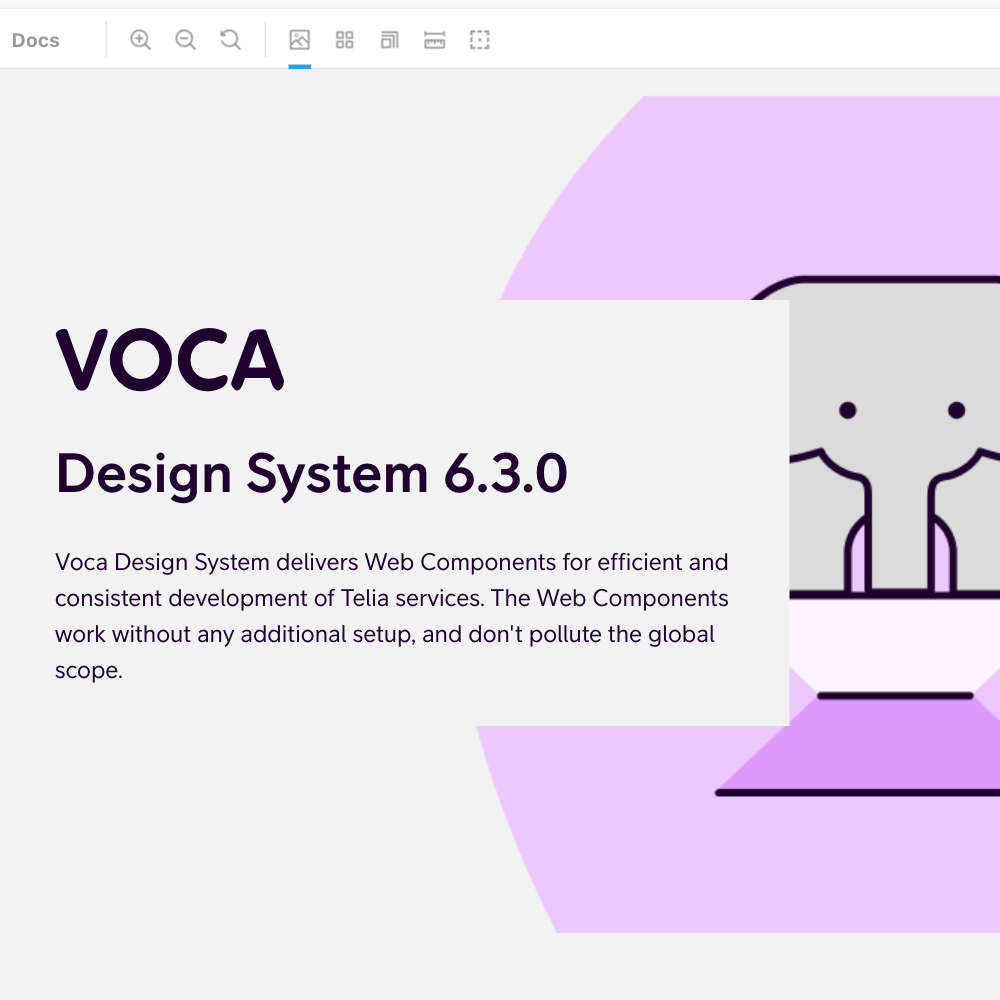 Docs
VOCA
Design System 6.3.0
Voca Design System delivers Web Components for efficient and
consistent development of Telia services. The Web Components
work without any additional setup, and don't pollute the global
scope.